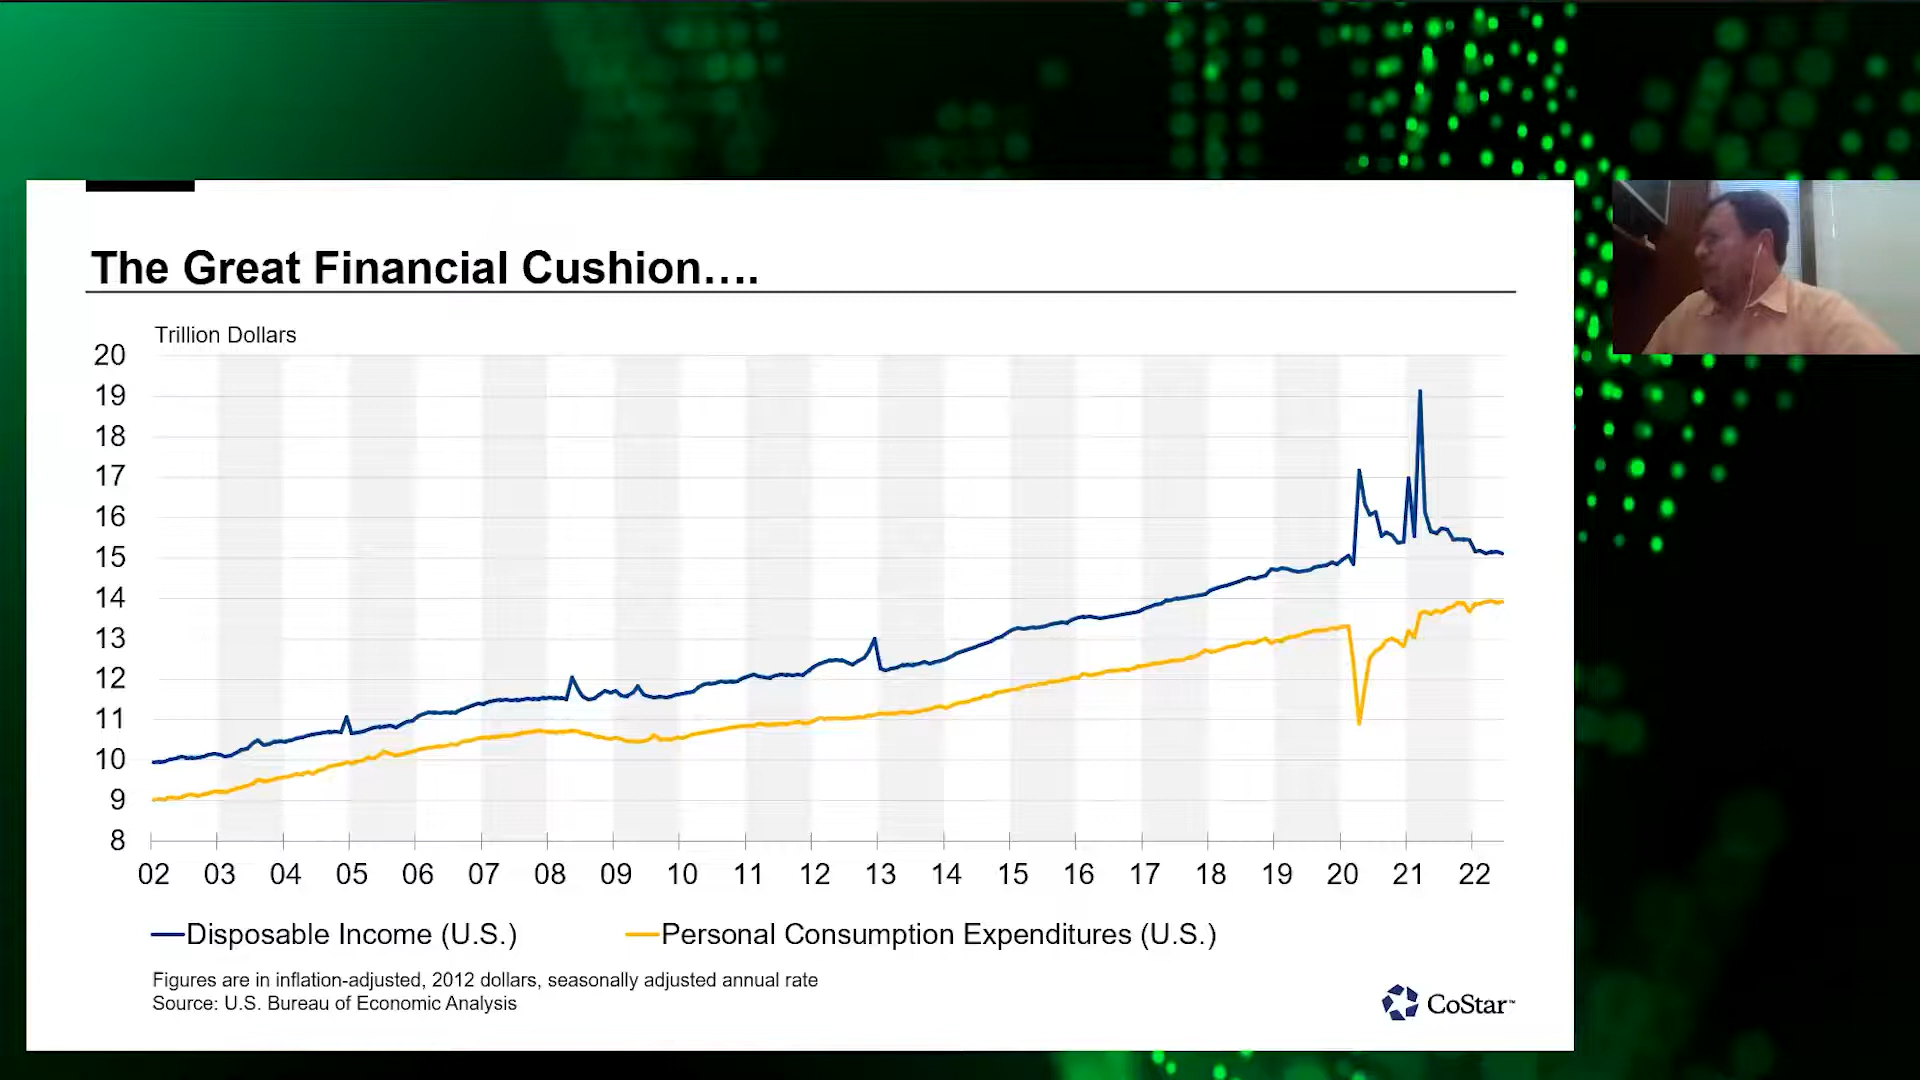 The Great Financial Cushion....
Trillion Dollars
20
19
18
17
16
15
14
13
12
11
10
9
8
02 03 04 05 06 07 08 09 10 11 12 13 14 15 16 17 18 19 20 21 22
Disposable Income (U.S.) Personal Consumption Expenditures (U.S.)
Figures are in inflation-adjusted, 2012 dollars, seasonally adjusted annual rate
Source: U.S. Bureau of Economic Analysis
CoStar™